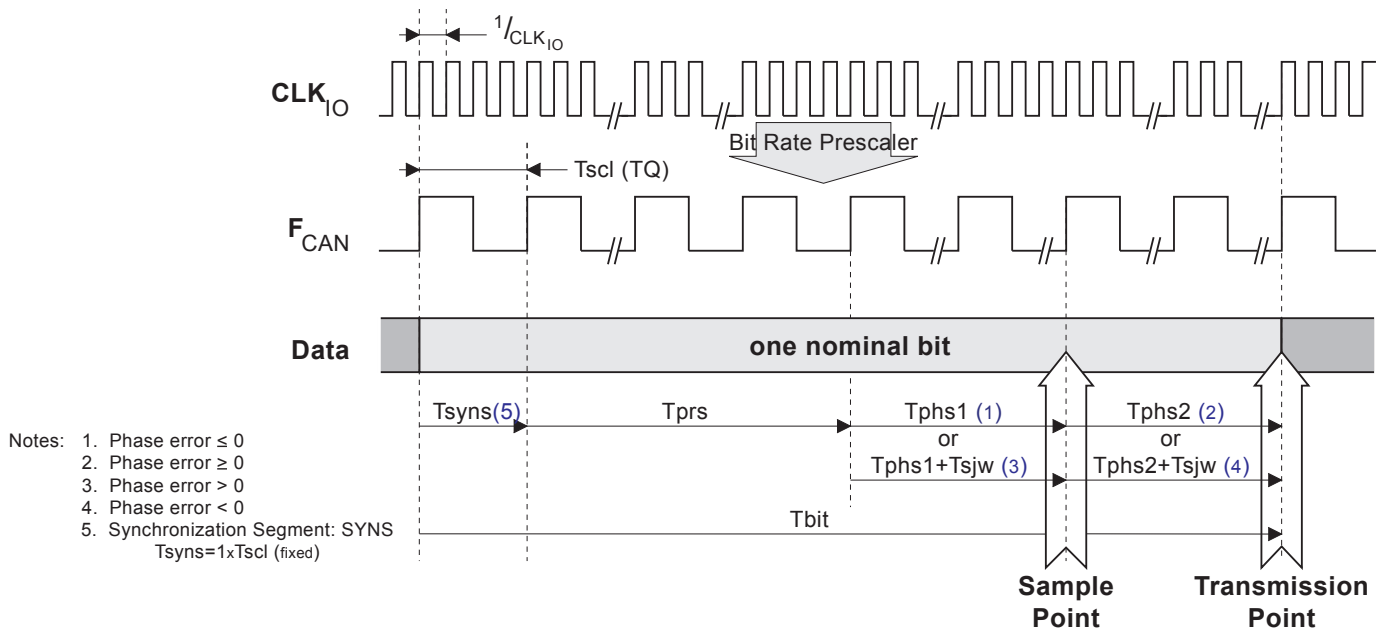 1/CLKIO
CLKIO
Bit Rate Prescaler
Tscl (TQ)
FCAN
Data
one nominal bit
Tsyns(5)
Tprs
Tphs1 (1)
or
Tphs1+Tsjw (3)
Tphs2 (2)
or
Tphs2+Tsjw (4)
Tbit
Notes: 1. Phase error ≤ 0
2. Phase error ≥ 0
3. Phase error > 0
4. Phase error < 0
5. Synchronization Segment: SYNS
Tsyns=1xTscl (fixed)
Sample
Point
Transmission
Point